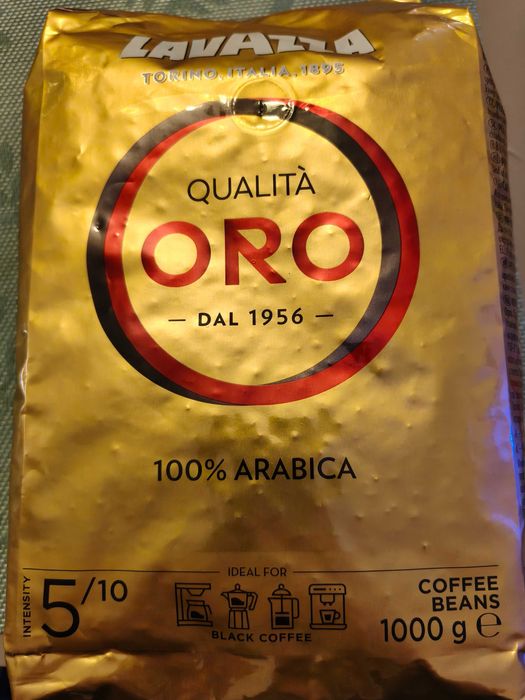 LAVAZZA
TORINO, ITALIA, 1895
QUALITÀ
ORO
— DAL 1956 —
100% ARABICA
INTENSITY
5/10
IDEAL FOR
BLACK COFFEE
COFFEE
BEANS
1000 g e